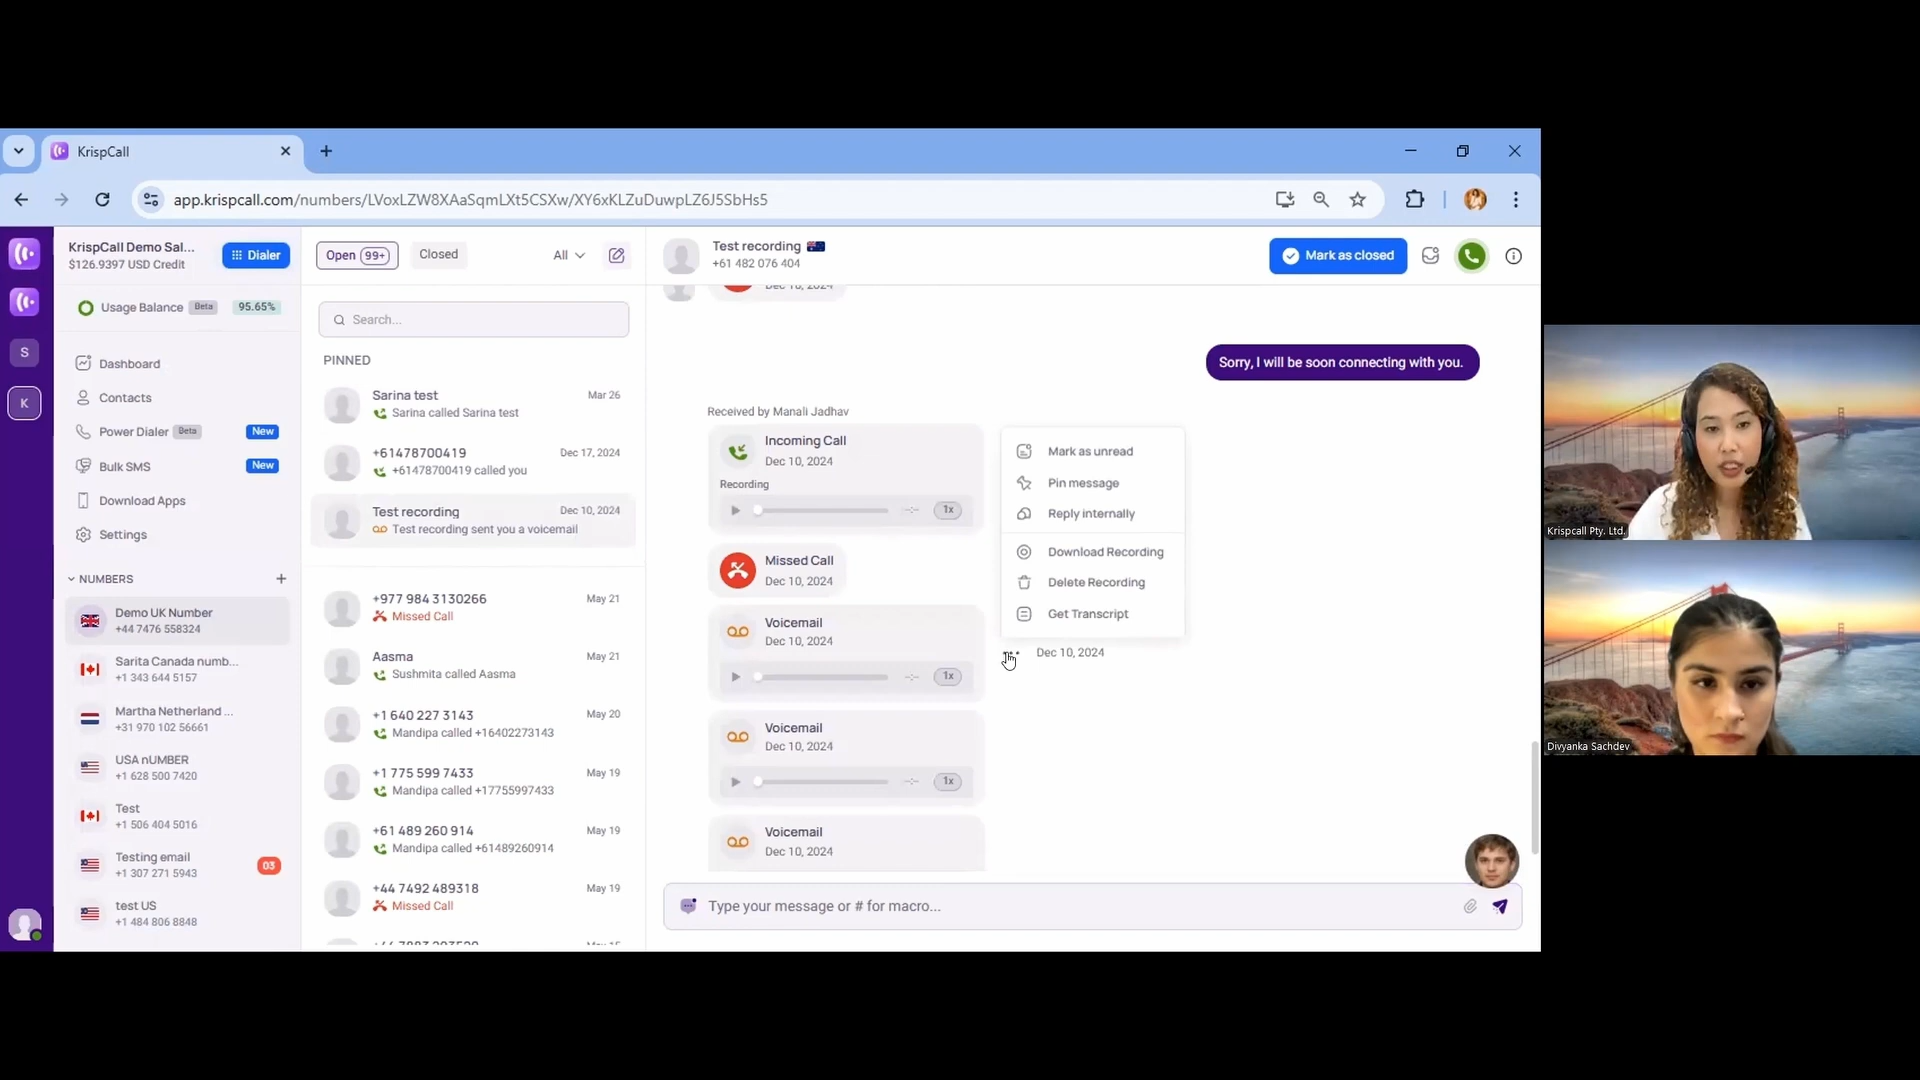 KrispCall
app.krispcall.com/numbers/LVoxLZW8XAaSqmLXt5CSXw/XY6xKLZuDuwpLZ6J5SbHs5
KrispCall Demo Sal...
$126.9397 USD Credit
Dialer
Usage Balance Beta 95.65%
S
K
Dashboard
Contacts
Power Dialer Beta New
Bulk SMS New
Download Apps
Settings
NUMBERS
Demo UK Number
+44 7476 558324
Sarita Canada numb...
+1 343 644 5157
Martha Netherland ...
+31 970 102 56661
USA nUMBER
+1 628 500 7420
Test
+1 506 404 5016
Testing email
+1 307 271 5943
03
test US
+1 484 806 8848
Open 99+
Closed
All
Search...
PINNED
Sarina test Mar 26
Sarina called Sarina test
+61478700419 Dec 17, 2024
+61478700419 called you
Test recording Dec 10, 2024
Test recording sent you a voicemail
+977 984 3130266 May 21
Missed Call
Aasma May 21
Sushmita called Aasma
+1 640 227 3143 May 20
Mandipa called +16402273143
+1 775 599 7433 May 19
Mandipa called +17755997433
+61 489 260 914 May 19
Mandipa called +61489260914
+44 7492 489318 May 19
Missed Call
Test recording
+61 482 076 404
Mark as closed
Dec 10, 2024
Sorry, I will be soon connecting with you.
Received by Manali Jadhav
Incoming Call
Dec 10, 2024
Recording
1x
Missed Call
Dec 10, 2024
Voicemail
Dec 10, 2024
1x
Voicemail
Dec 10, 2024
1x
Voicemail
Dec 10, 2024
Mark as unread
Pin message
Reply internally
Download Recording
Delete Recording
Get Transcript
Dec 10, 2024
Type your message or # for macro...
Krispcall Pty. Ltd.
Divyanka Sachdev